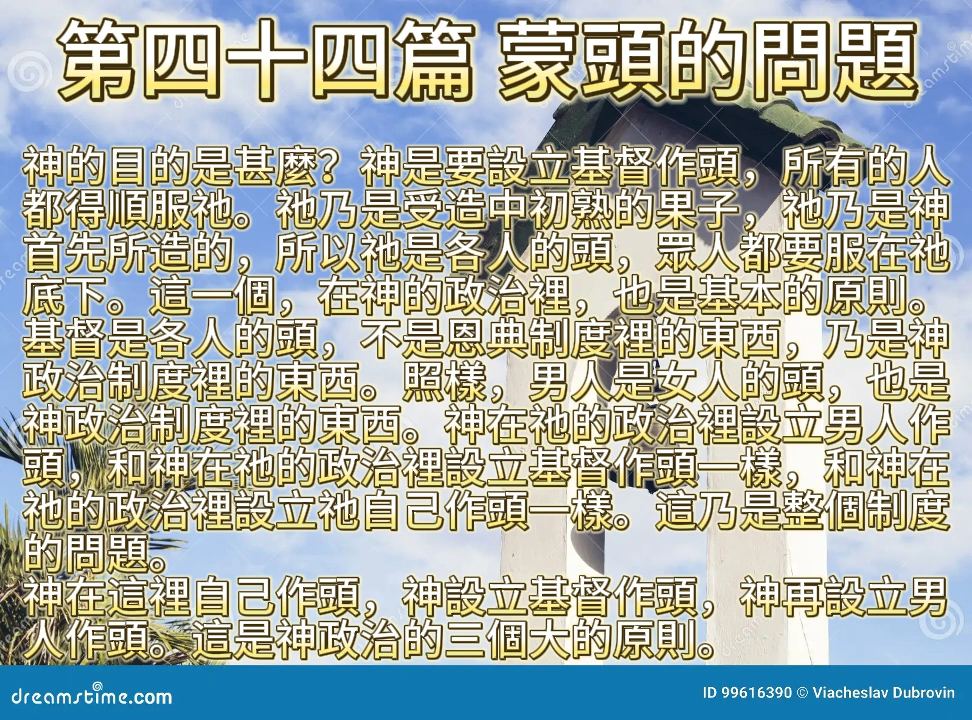 第四十四篇 蒙頭的問題
神的目的是甚麼？神是要設立基督作頭，所有的人
都得順服祂。祂乃是受造中初熟的果子，祂乃是神
首先所造的，所以祂是各人的頭，眾人都要服在祂
底下。這一個，在神的政治裡，也是基本的原則。
基督是各人的頭，不是恩典制度裡的東西，乃是神
政治制度裡的東西。照樣，男人是女人的頭，也是
神政治制度裡的東西。神在祂的政治裡設立男人作
頭，和神在祂的政治裡設立基督作頭一樣，和神在
祂的政治裡設立祂自己作頭一樣。這乃是整個制度
的問題。
神在這裡自己作頭，神設立基督作頭，神再設立男
人作頭。這是神政治的三個大的原則。
dreamstime.com
ID 99616390 © Viacheslav Dubrovin